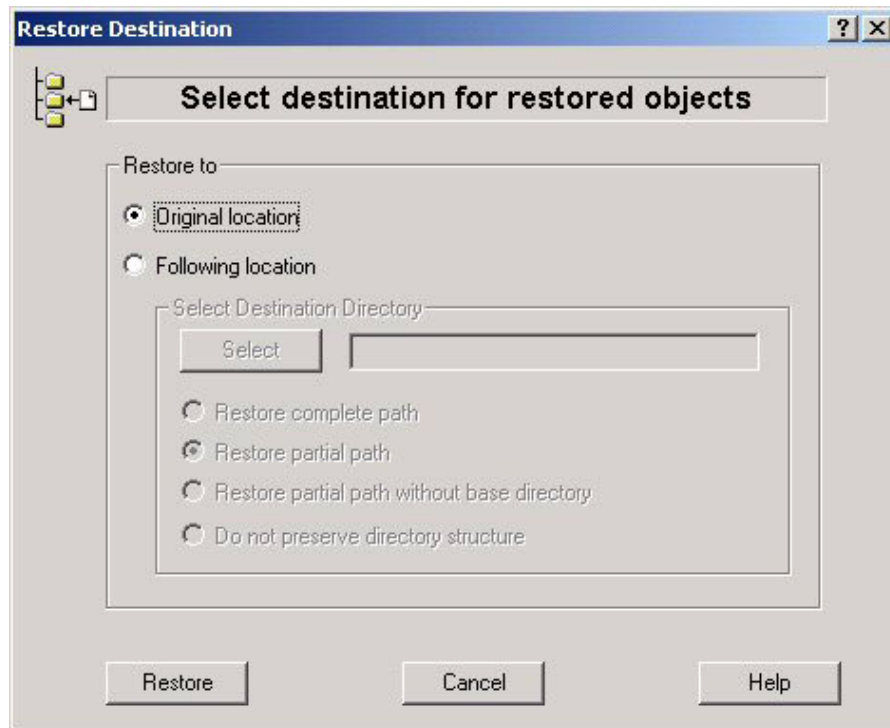 Restore Destination
Select destination for restored objects
Restore to
Original location
Following location
Select Destination Directory
Select
Restore complete path
Restore partial path
Restore partial path without base directory
Do not preserve directory structure
Restore Cancel Help